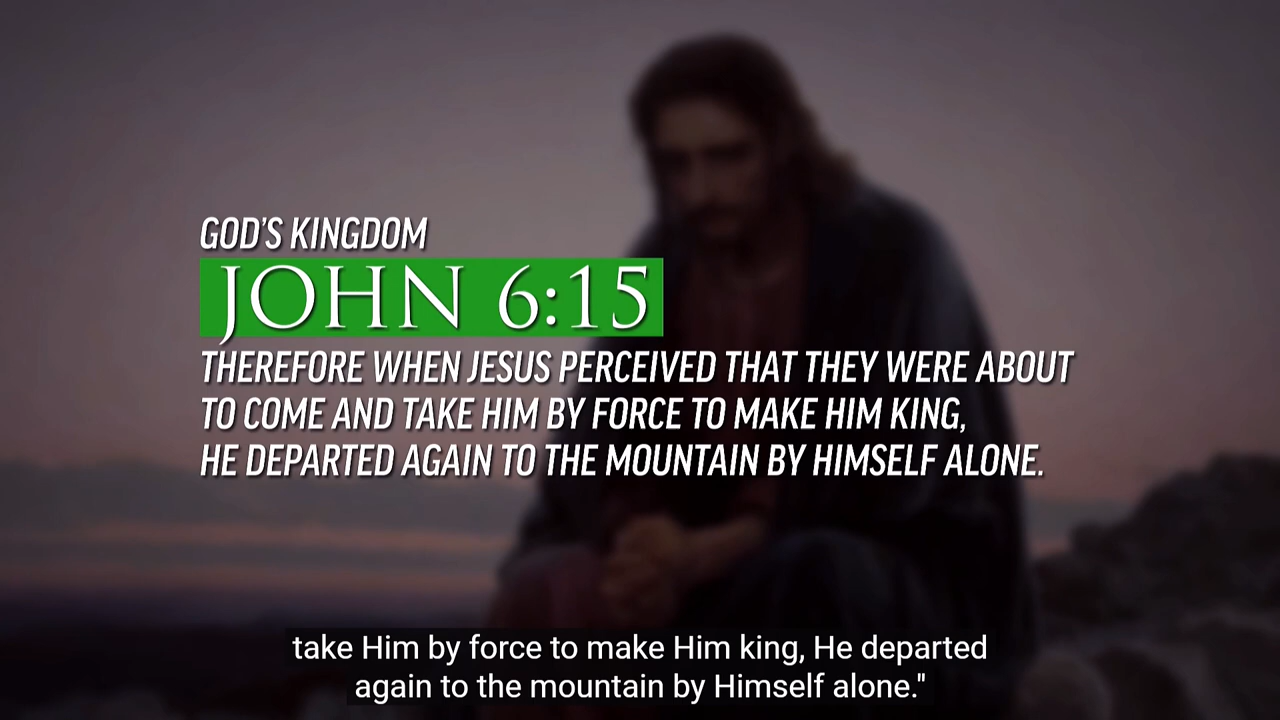 GOD'S KINGDOM
JOHN 6:15
THEREFORE WHEN JESUS PERCEIVED THAT THEY WERE ABOUT
TO COME AND TAKE HIM BY FORCE TO MAKE HIM KING,
HE DEPARTED AGAIN TO THE MOUNTAIN BY HIMSELF ALONE.
take Him by force to make Him king, He departed
again to the mountain by Himself alone."